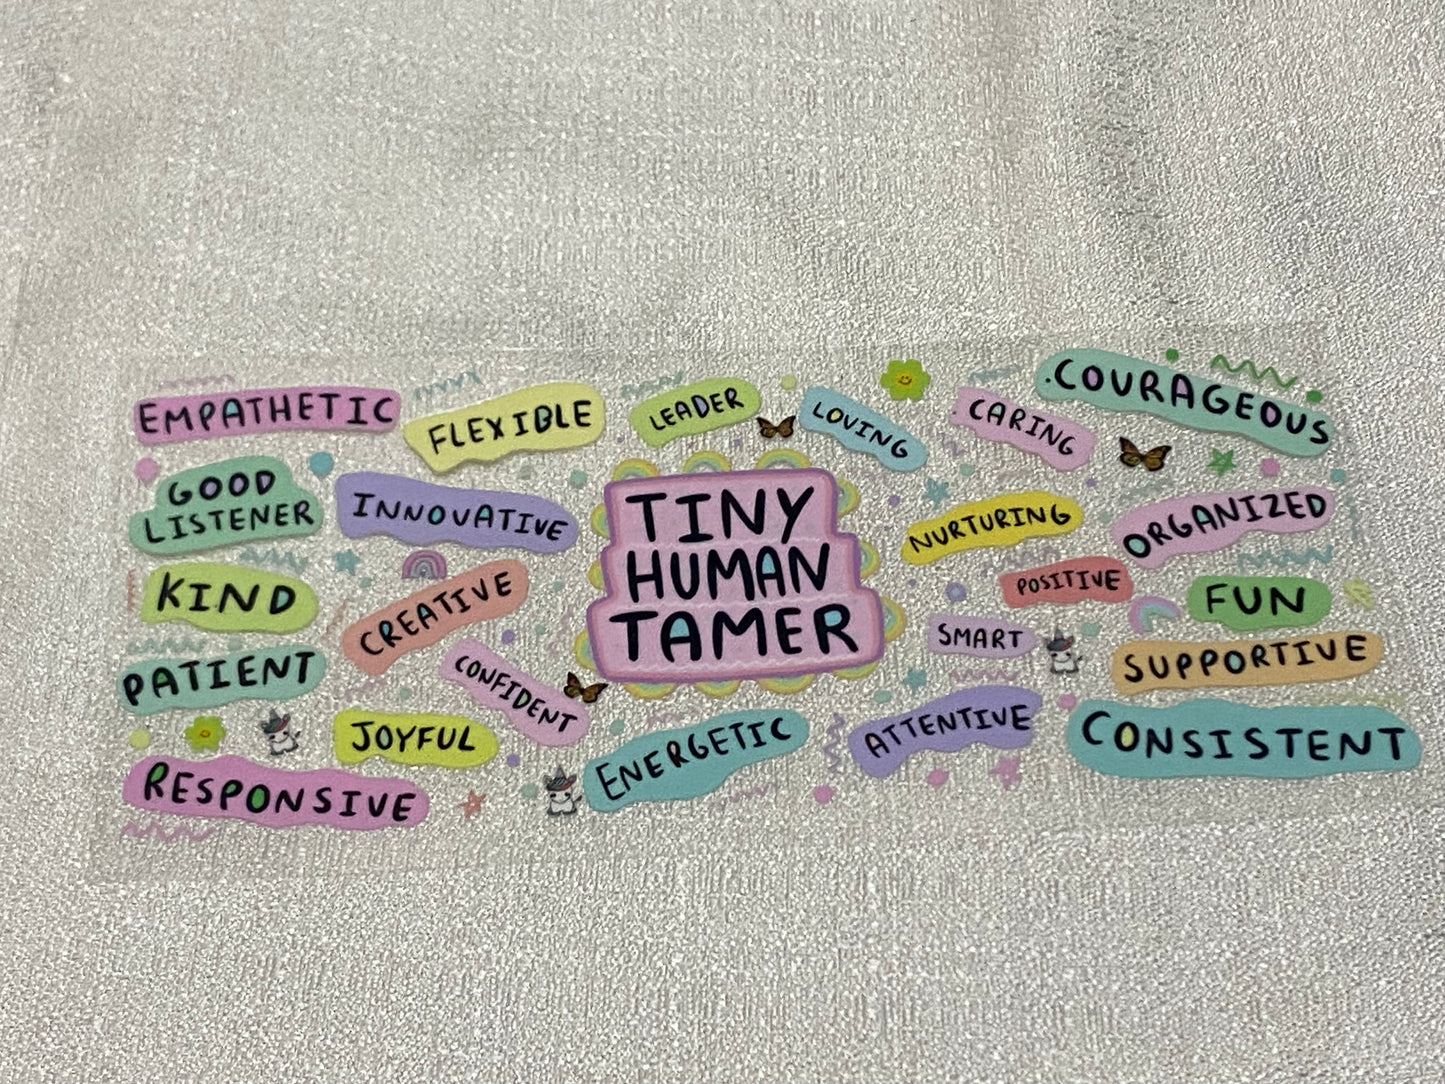 EMPATHETIC
FLEXIBLE
LEADER
LOVING
CARING
COURAGEOUS
GOOD
LISTENER
INNOVATIVE
TINY
HUMAN
TAMER
NURTURING
ORGANIZED
KIND
CREATIVE
POSITIVE
FUN
PATIENT
CONFIDENT
SMART
SUPPORTIVE
JOYFUL
ENERGETIC
ATTENTIVE
CONSISTENT
RESPONSIVE